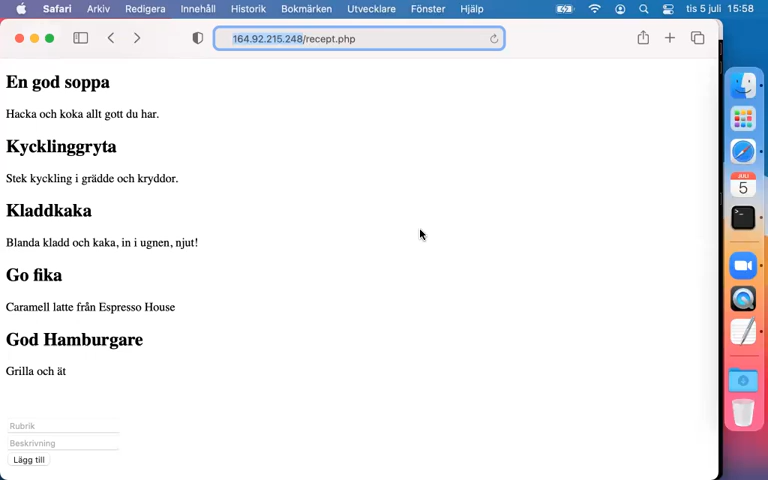 Safari Arkiv Redigera Innehåll Historik Bokmärken Utvecklare Fönster Hjälp tis 5 juli 15:58
164.92.215.248/recept.php
En god soppa
Hacka och koka allt gott du har.
Kycklinggryta
Stek kyckling i grädde och kryddor.
Kladdkaka
Blanda kladd och kaka, in i ugnen, njut!
Go fika
Caramell latte från Espresso House
God Hamburgare
Grilla och ät
Rubrik
Beskrivning
Lägg till
JULI
5